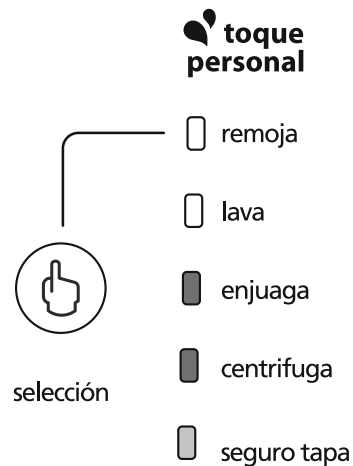 toque
personal
remoja
lava
enjuaga
centrifuga
selección
seguro tapa